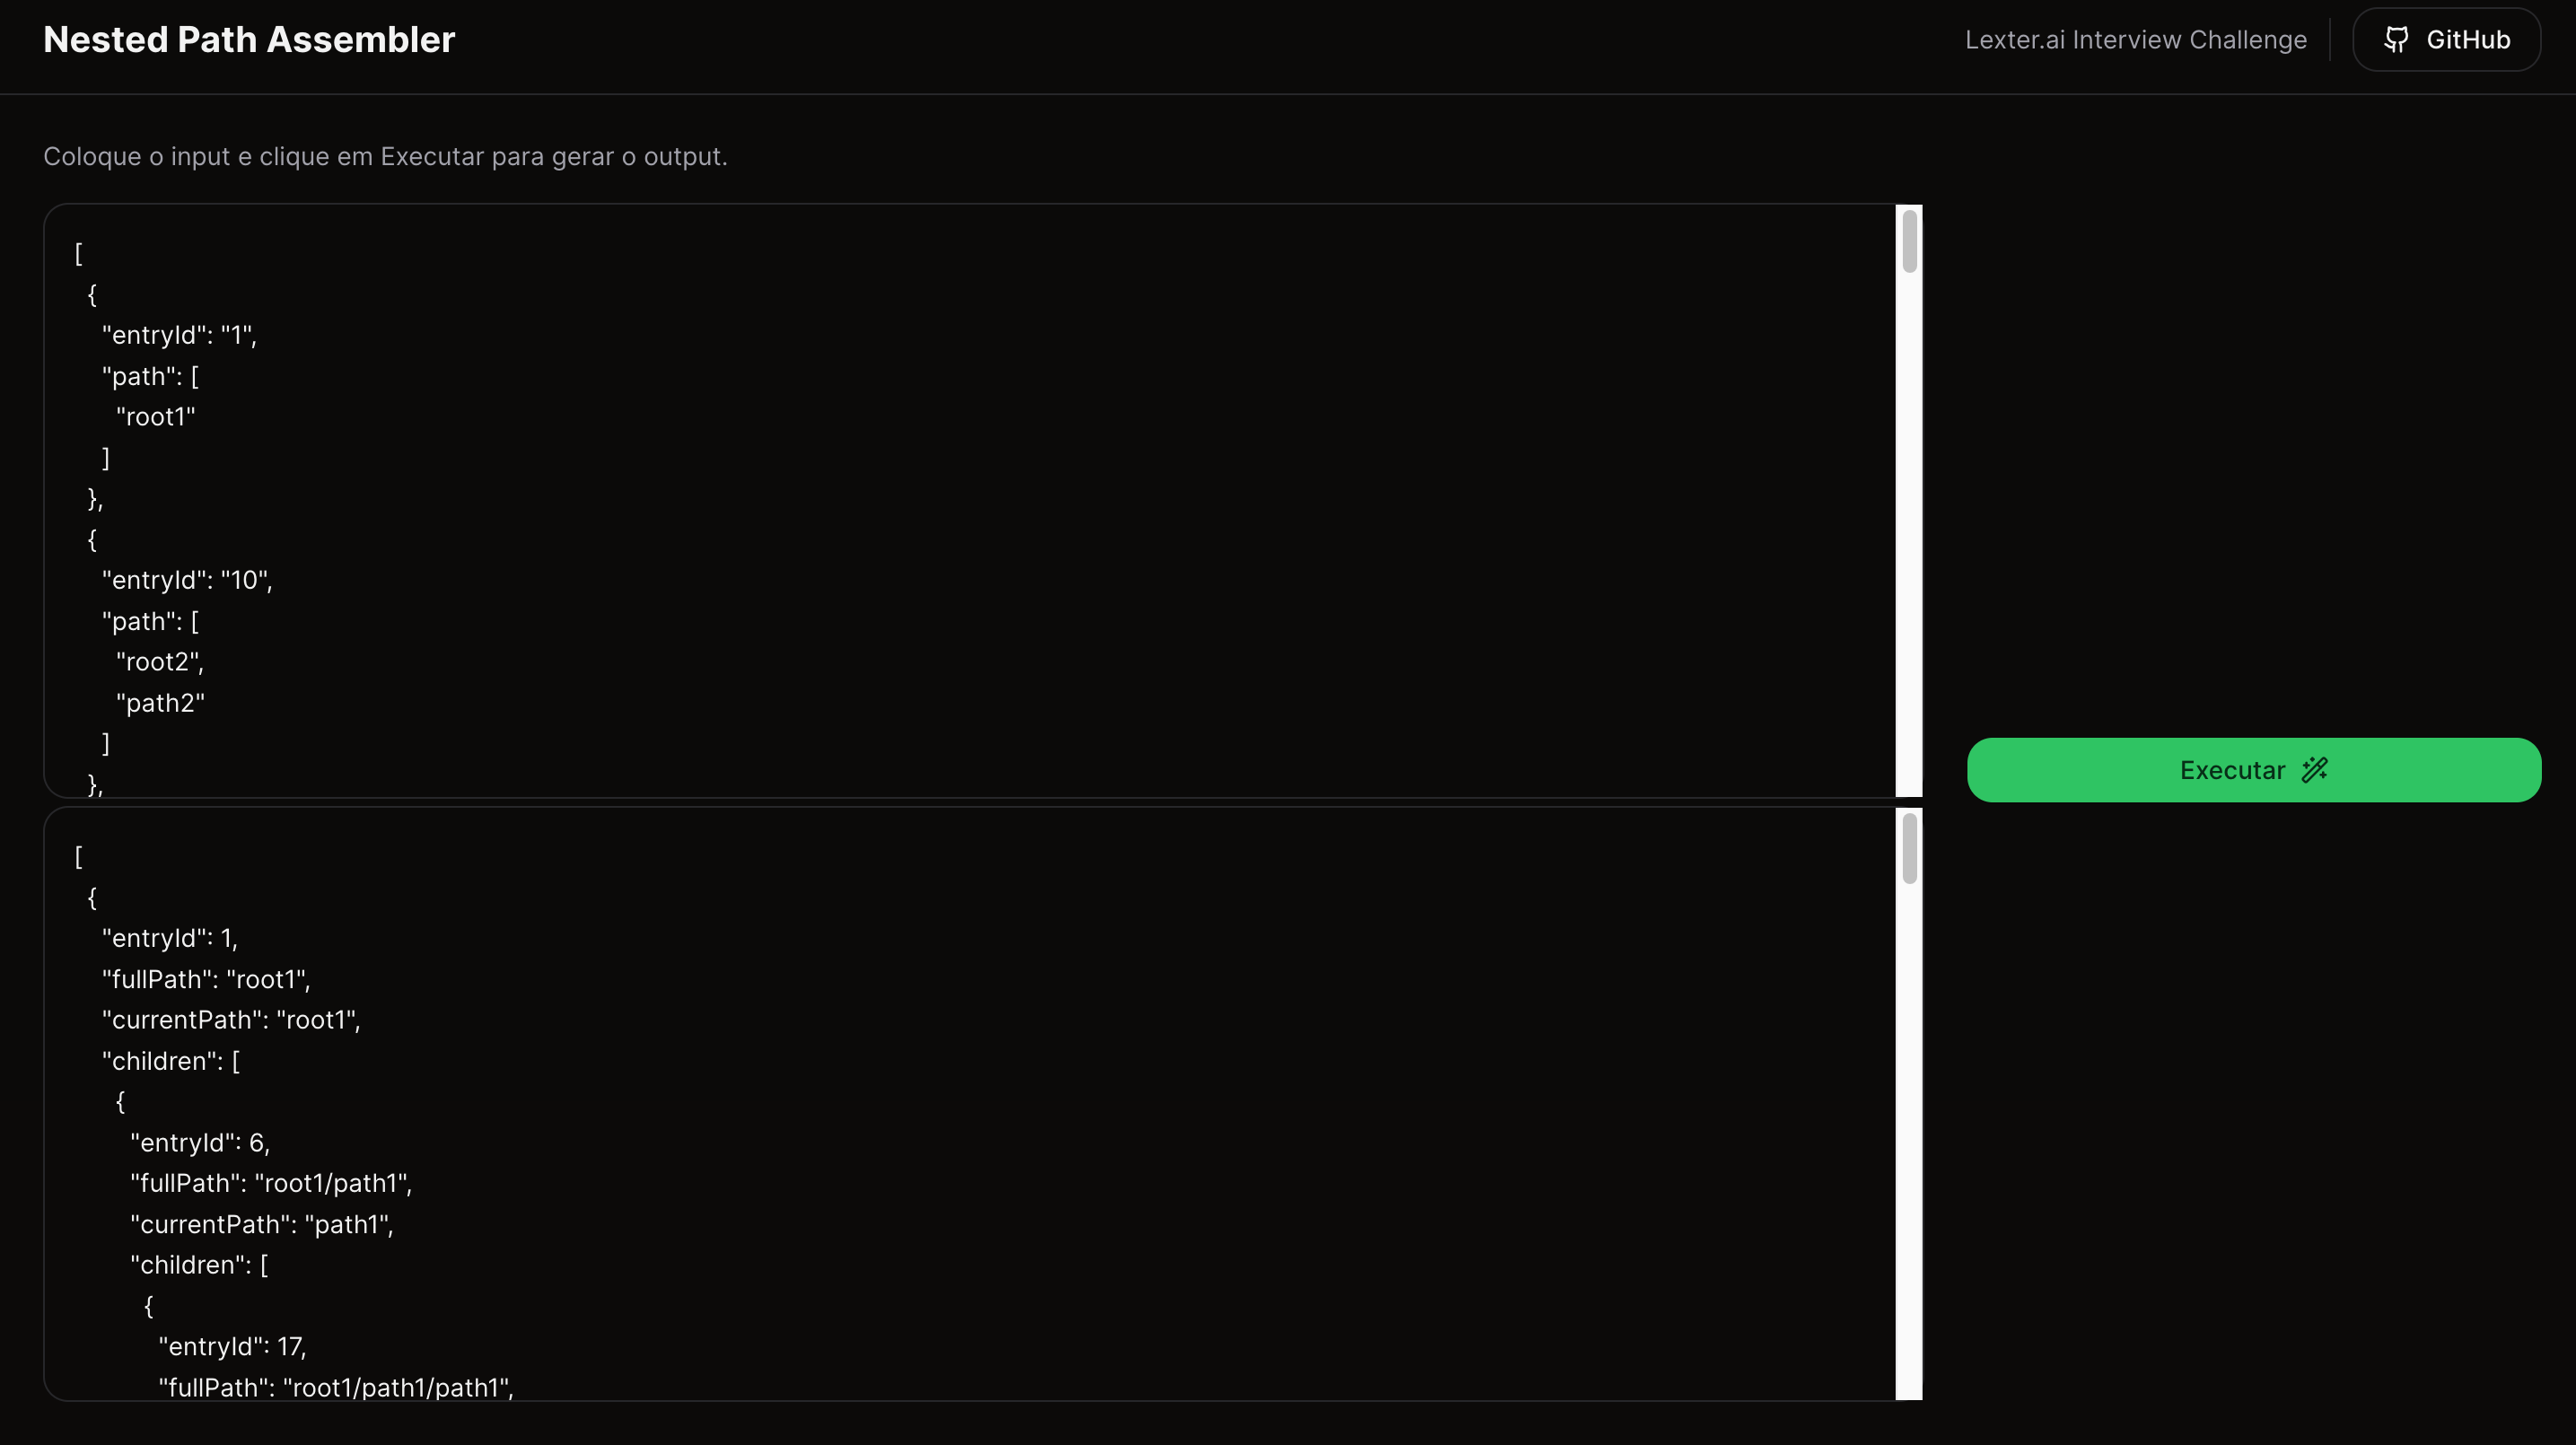 Nested Path Assembler
Lexter.ai Interview Challenge
GitHub
Coloque o input e clique em Executar para gerar o output.
[
{
"entryId": "1",
"path": [
"root1"
]
},
{
"entryId": "10",
"path": [
"root2",
"path2"
]
},
Executar
[
{
"entryId": 1,
"fullPath": "root1",
"currentPath": "root1",
"children": [
{
"entryId": 6,
"fullPath": "root1/path1",
"currentPath": "path1",
"children": [
{
"entryId": 17,
"fullPath": "root1/path1/path1",